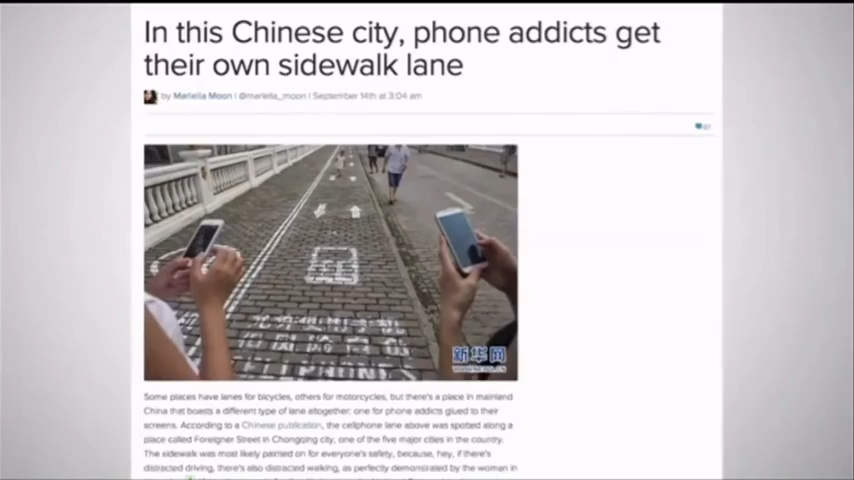 In this Chinese city, phone addicts get
their own sidewalk lane
by Mariella Moon | @mariella_moon | September 14th at 3:04 am
新华网
WWW.NEWS.CN
CELLPHONE
Some places have lanes for bicycles, others for motorcycles, but there's a place in mainland
China that boasts a different type of lane altogether: one for phone addicts glued to their
screens. According to a Chinese publication, the cellphone lane above was spotted along a
place called Foreigner Street in Chongqing city, one of the five major cities in the country.
The sidewalk was most likely painted on for everyone's safety, because, hey, if there's
distracted driving, there's also distracted walking, as perfectly demonstrated by the woman in